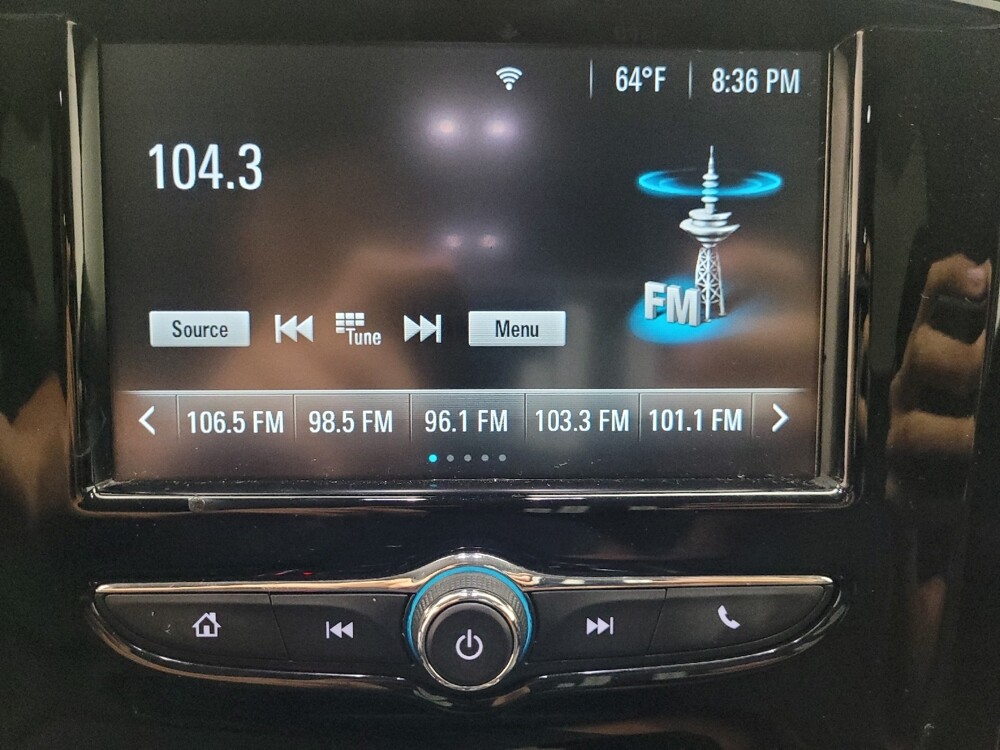 64°F 8:36 PM
104.3
FM
Source Tune Menu
106.5 FM 98.5 FM 96.1 FM 103.3 FM 101.1 FM